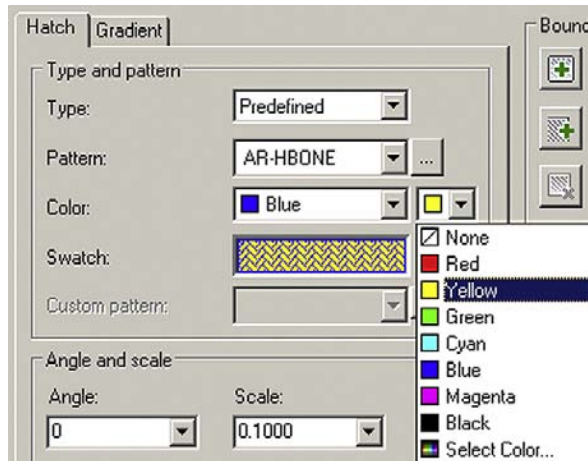 Hatch Gradient
Bound
Type and pattern
Type: Predefined
Pattern: AR-HBONE ...
Color: Blue
Swatch:
Custom pattern:
None
Red
Yellow
Green
Cyan
Blue
Magenta
Black
Select Color...
Angle and scale
Angle: Scale:
0 0.1000